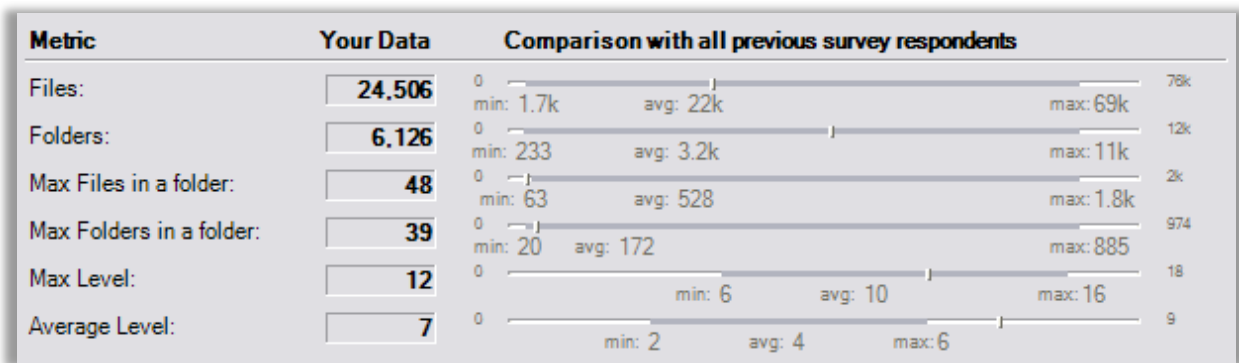 Metric Your Data Comparison with all previous survey respondents
Files: 24,506 0 76k
min: 1.7k avg: 22k max: 69k
Folders: 6,126 0 12k
min: 233 avg: 3.2k max: 11k
Max Files in a folder: 48 0 2k
min: 63 avg: 528 max: 1.8k
Max Folders in a folder: 39 0 974
min: 20 avg: 172 max: 885
Max Level: 12 0 18
min: 6 avg: 10 max: 16
Average Level: 7 0 9
min: 2 avg: 4 max: 6